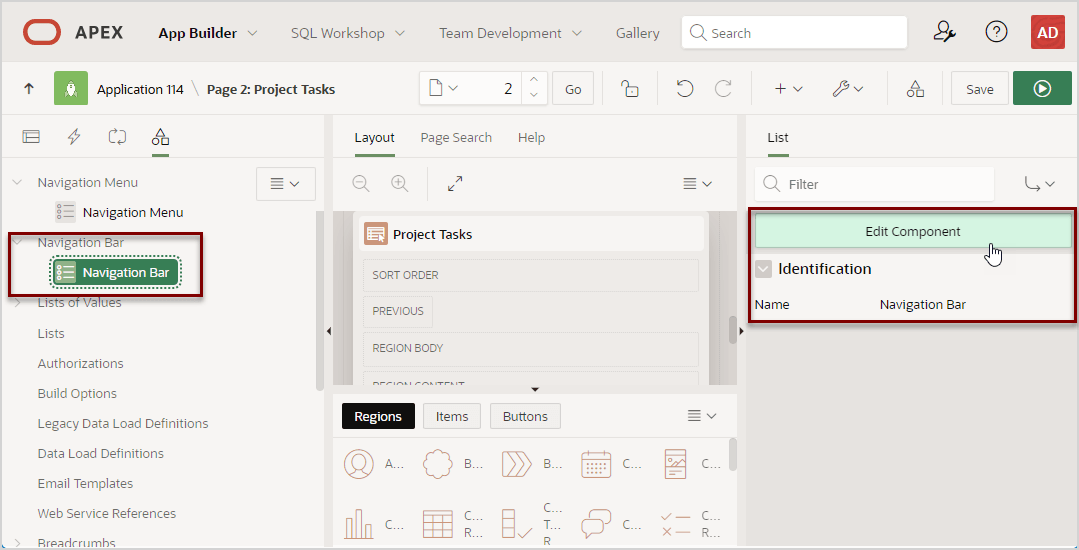 APEX App Builder SQL Workshop Team Development Gallery Search AD
Application 114 \ Page 2: Project Tasks 2 Go Save
Navigation Menu
Navigation Menu
Navigation Bar
Navigation Bar
Lists of Values
Lists
Authorizations
Build Options
Legacy Data Load Definitions
Data Load Definitions
Email Templates
Web Service References
Breadcrumbs
Layout Page Search Help
Project Tasks
SORT ORDER
PREVIOUS
REGION BODY
REGION CONTENT
Regions Items Buttons
A... B... B... C... C...
C... C... C... C... C...
R... T... R...
R
List
Filter
Edit Component
Identification
Name Navigation Bar